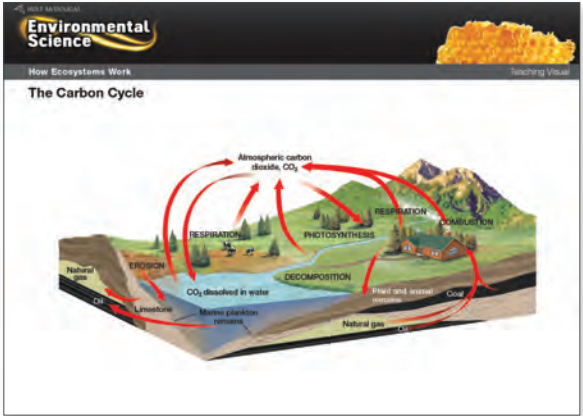 HOLT McDOUGAL
Environmental
Science
How Ecosystems Work
Teaching Visual
The Carbon Cycle
Atmospheric carbon
dioxide, CO₂
RESPIRATION
COMBUSTION
RESPIRATION
PHOTOSYNTHESIS
EROSION
Natural
gas
DECOMPOSITION
CO₂ dissolved in water
Plant and animal
remains
Coal
Oil
Limestone
Marine plankton
remains
Natural gas
Oil